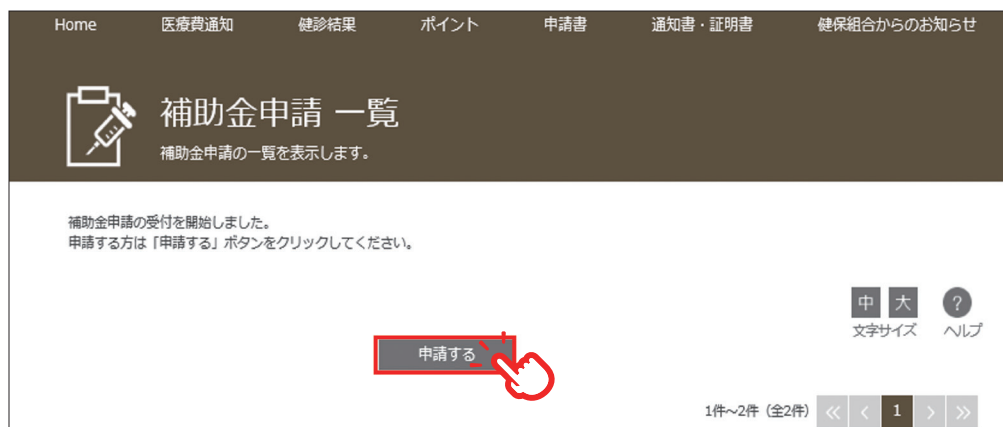 Home 医療費通知 健診結果 ポイント 申請書 通知書・証明書 健保組合からのお知らせ
補助金申請 一覧
補助金申請の一覧を表示します。
補助金申請の受付を開始しました。
申請する方は「申請する」ボタンをクリックしてください。
中 大 ?
文字サイズ ヘルプ
申請する
1件～2件（全2件） « < 1 > »